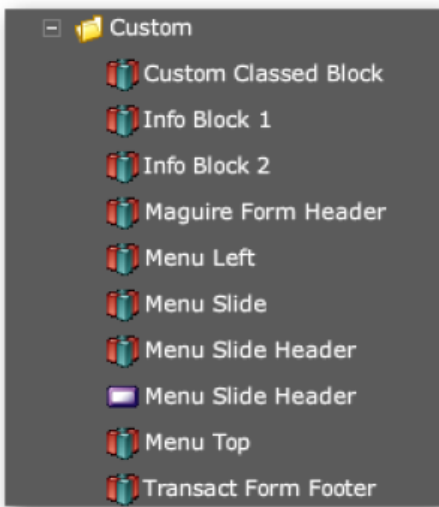 Custom
Custom Classed Block
Info Block 1
Info Block 2
Maguire Form Header
Menu Left
Menu Slide
Menu Slide Header
Menu Slide Header
Menu Top
Transact Form Footer